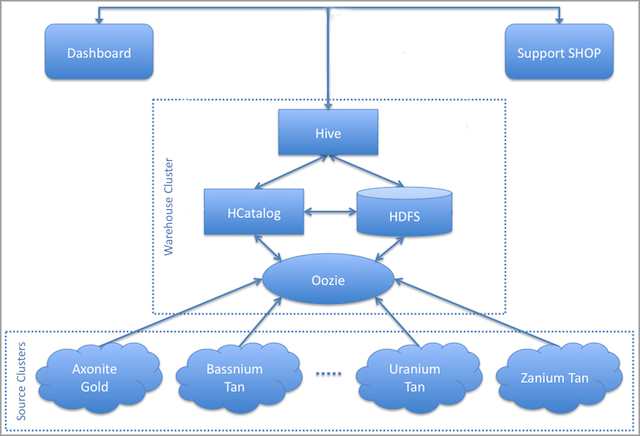 Dashboard
Support SHOP
Hive
Warehouse Cluster
HCatalog
HDFS
Oozie
Source Clusters
Axonite
Gold
Bassnium
Tan
.....
Uranium
Tan
Zanium Tan